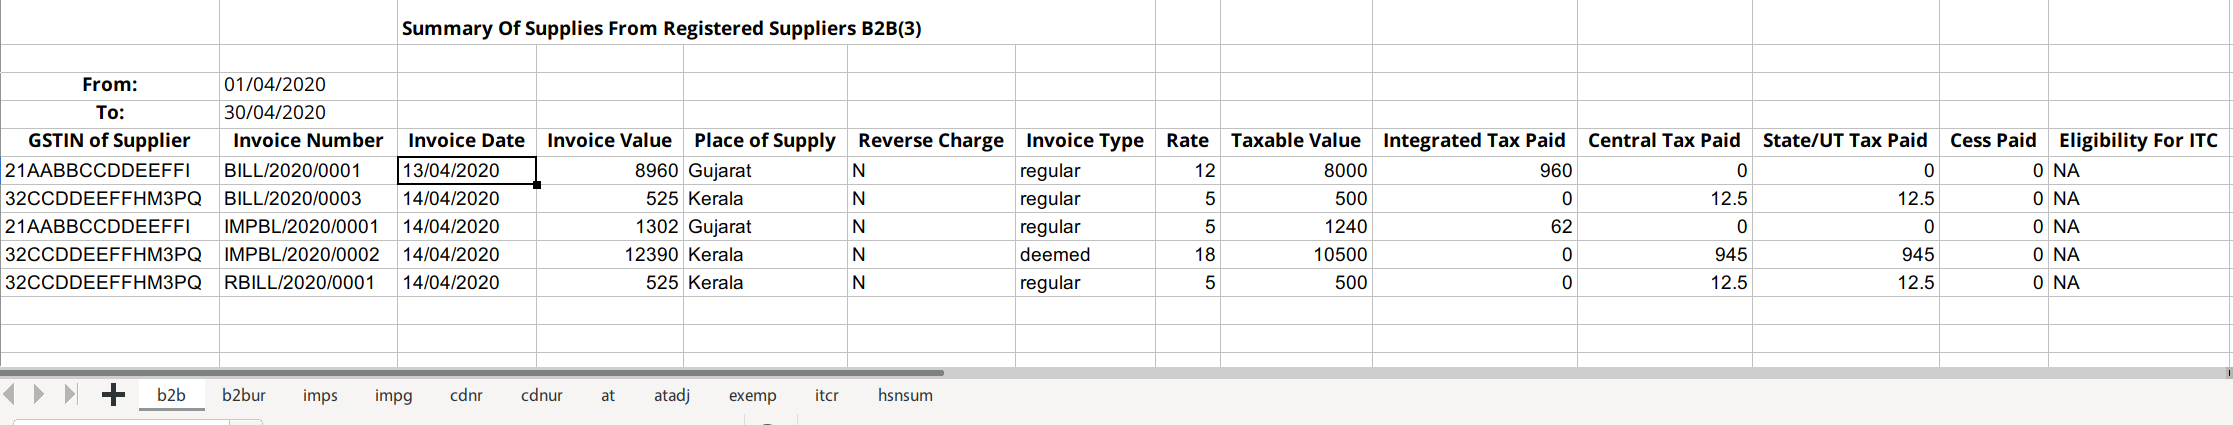 Summary Of Supplies From Registered Suppliers B2B(3)
From: 01/04/2020
To: 30/04/2020
GSTIN of Supplier Invoice Number Invoice Date Invoice Value Place of Supply Reverse Charge Invoice Type Rate Taxable Value Integrated Tax Paid Central Tax Paid State/UT Tax Paid Cess Paid Eligibility For ITC
21AABBCCDDEEFFI BILL/2020/0001 13/04/2020 8960 Gujarat N regular 12 8000 960 0 0 0 NA
32CCDDEEFFHM3PQ BILL/2020/0003 14/04/2020 525 Kerala N regular 5 500 0 12.5 12.5 0 NA
21AABBCCDDEEFFI IMPBL/2020/0001 14/04/2020 1302 Gujarat N regular 5 1240 62 0 0 0 NA
32CCDDEEFFHM3PQ IMPBL/2020/0002 14/04/2020 12390 Kerala N deemed 18 10500 0 945 945 0 NA
32CCDDEEFFHM3PQ RBILL/2020/0001 14/04/2020 525 Kerala N regular 5 500 0 12.5 12.5 0 NA
b2b b2bur imps impg cdnr cdnur at atadj exemp itcr hsnsum